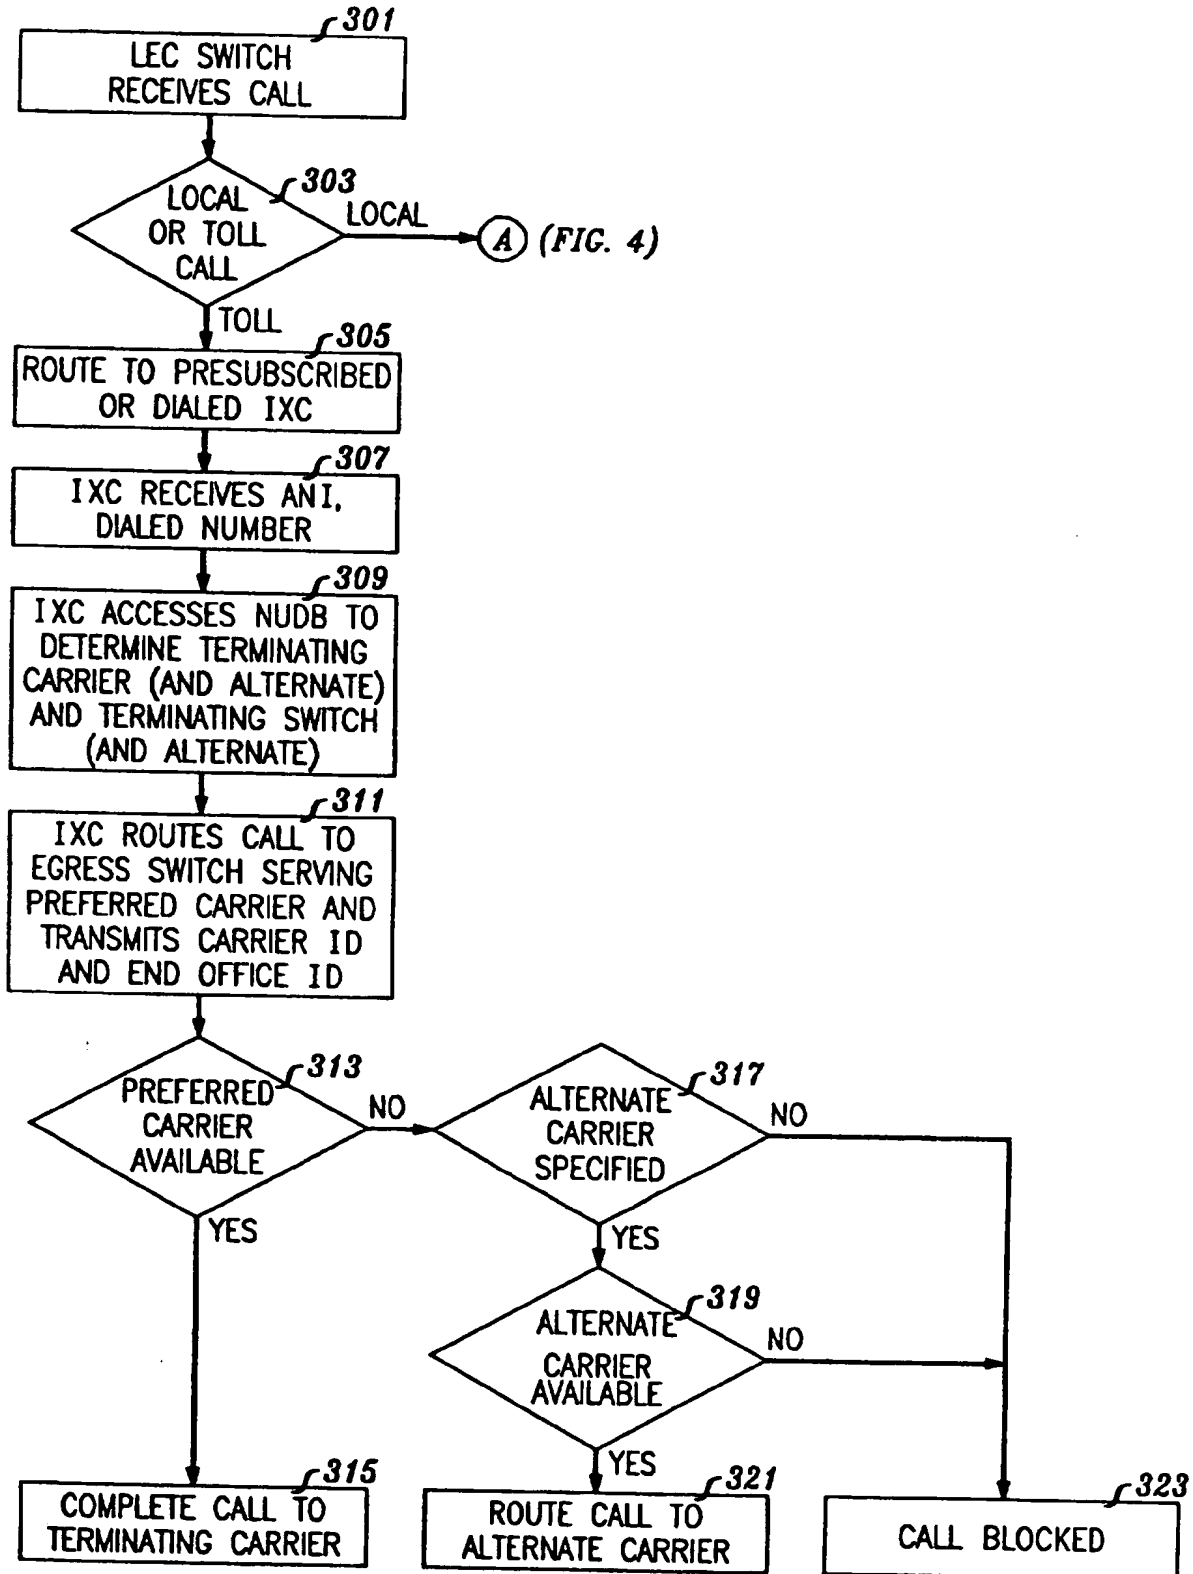 301
LEC SWITCH
RECEIVES CALL
303
LOCAL
OR TOLL
CALL
LOCAL
A (FIG. 4)
TOLL
305
ROUTE TO PRESUBSCRIBED
OR DIALED IXC
307
IXC RECEIVES ANI,
DIALED NUMBER
309
IXC ACCESSES NUDB TO
DETERMINE TERMINATING
CARRIER (AND ALTERNATE)
AND TERMINATING SWITCH
(AND ALTERNATE)
311
IXC ROUTES CALL TO
EGRESS SWITCH SERVING
PREFERRED CARRIER AND
TRANSMITS CARRIER ID
AND END OFFICE ID
313
PREFERRED
CARRIER
AVAILABLE
NO
YES
317
ALTERNATE
CARRIER
SPECIFIED
NO
YES
319
ALTERNATE
CARRIER
AVAILABLE
NO
YES
315
COMPLETE CALL TO
TERMINATING CARRIER
321
ROUTE CALL TO
ALTERNATE CARRIER
323
CALL BLOCKED